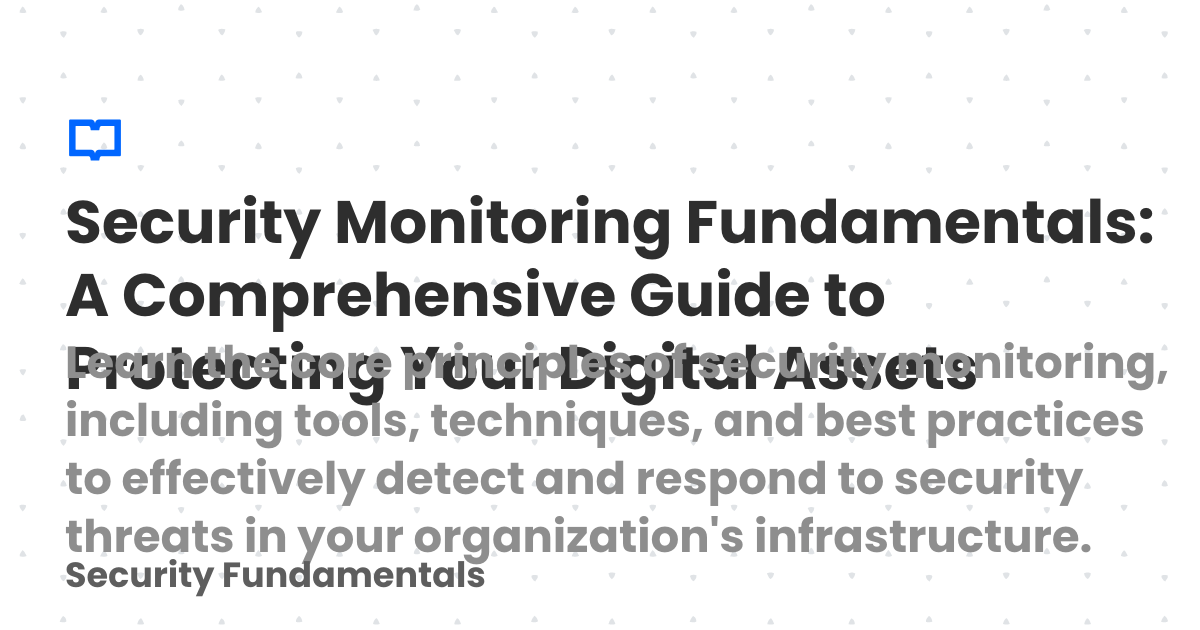 Security Monitoring Fundamentals:
A Comprehensive Guide to
Protecting Your Digital Assets
Learn the core principles of security monitoring,
including tools, techniques, and best practices
to effectively detect and respond to security
threats in your organization's infrastructure.
Security Fundamentals